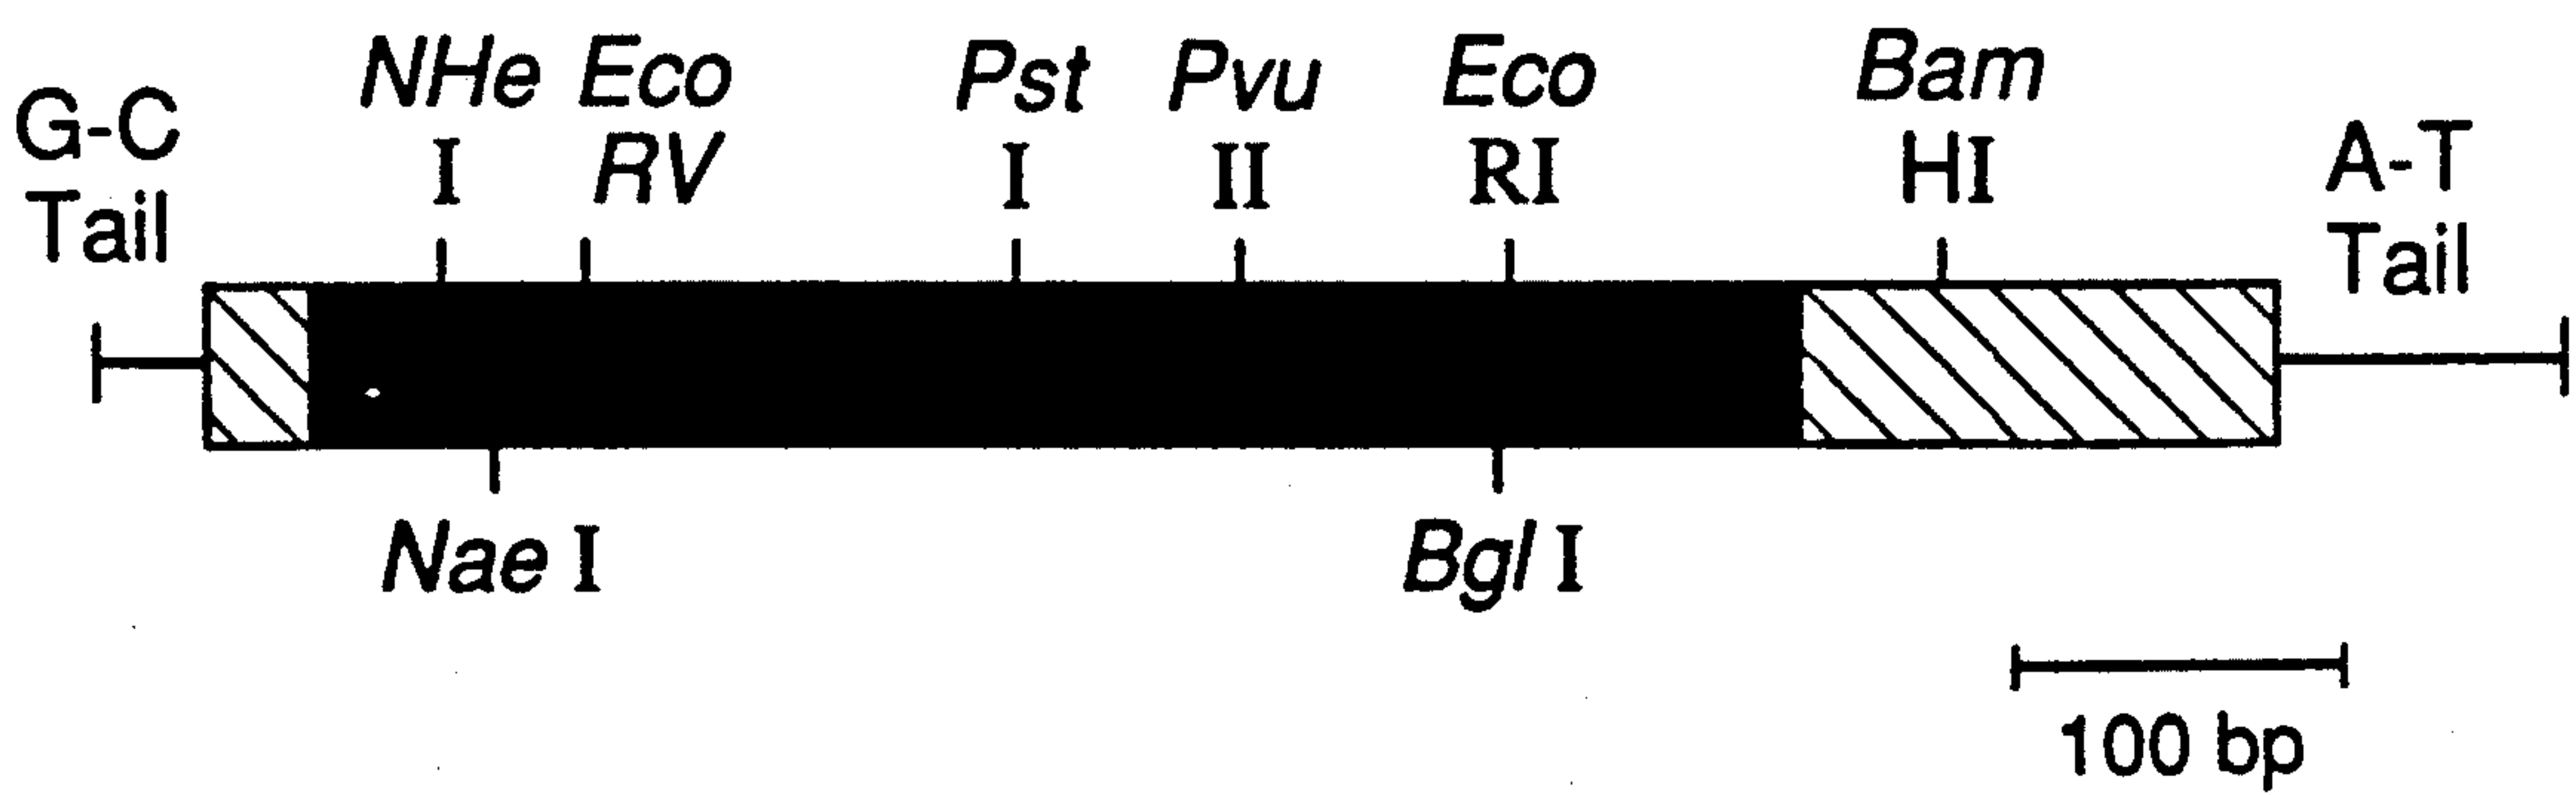 G-C
Tail
NHe
I
Eco
RV
Pst
I
Pvu
II
Eco
RI
Bam
HI
A-T
Tail
Nae I
Bgl I
100 bp